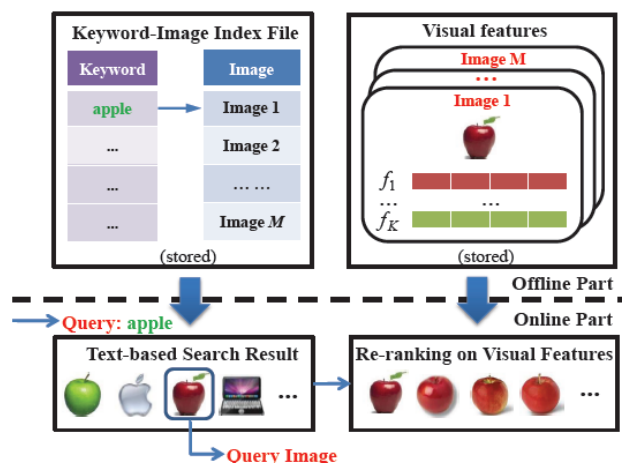 Keyword-Image Index File
Keyword
Image
apple
Image 1
...
Image 2
...
... ...
...
Image M
(stored)
Visual features
Image M
...
Image 1
f1
...
...
fK
(stored)
Offline Part
Online Part
Query: apple
Text-based Search Result
...
Query Image
Re-ranking on Visual Features
...